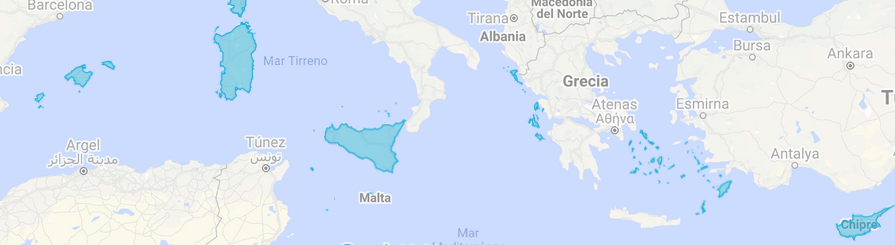 Barcelona
Roma
Macedonia
del Norte
Tirana
Albania
Estambul
Bursa
Ankara
Mar Tirreno
Grecia
Atenas
Αθήνα
Esmirna
Argel
مدينة الجزائر
Túnez
تونس
Antalya
Malta
Chipre
Mar